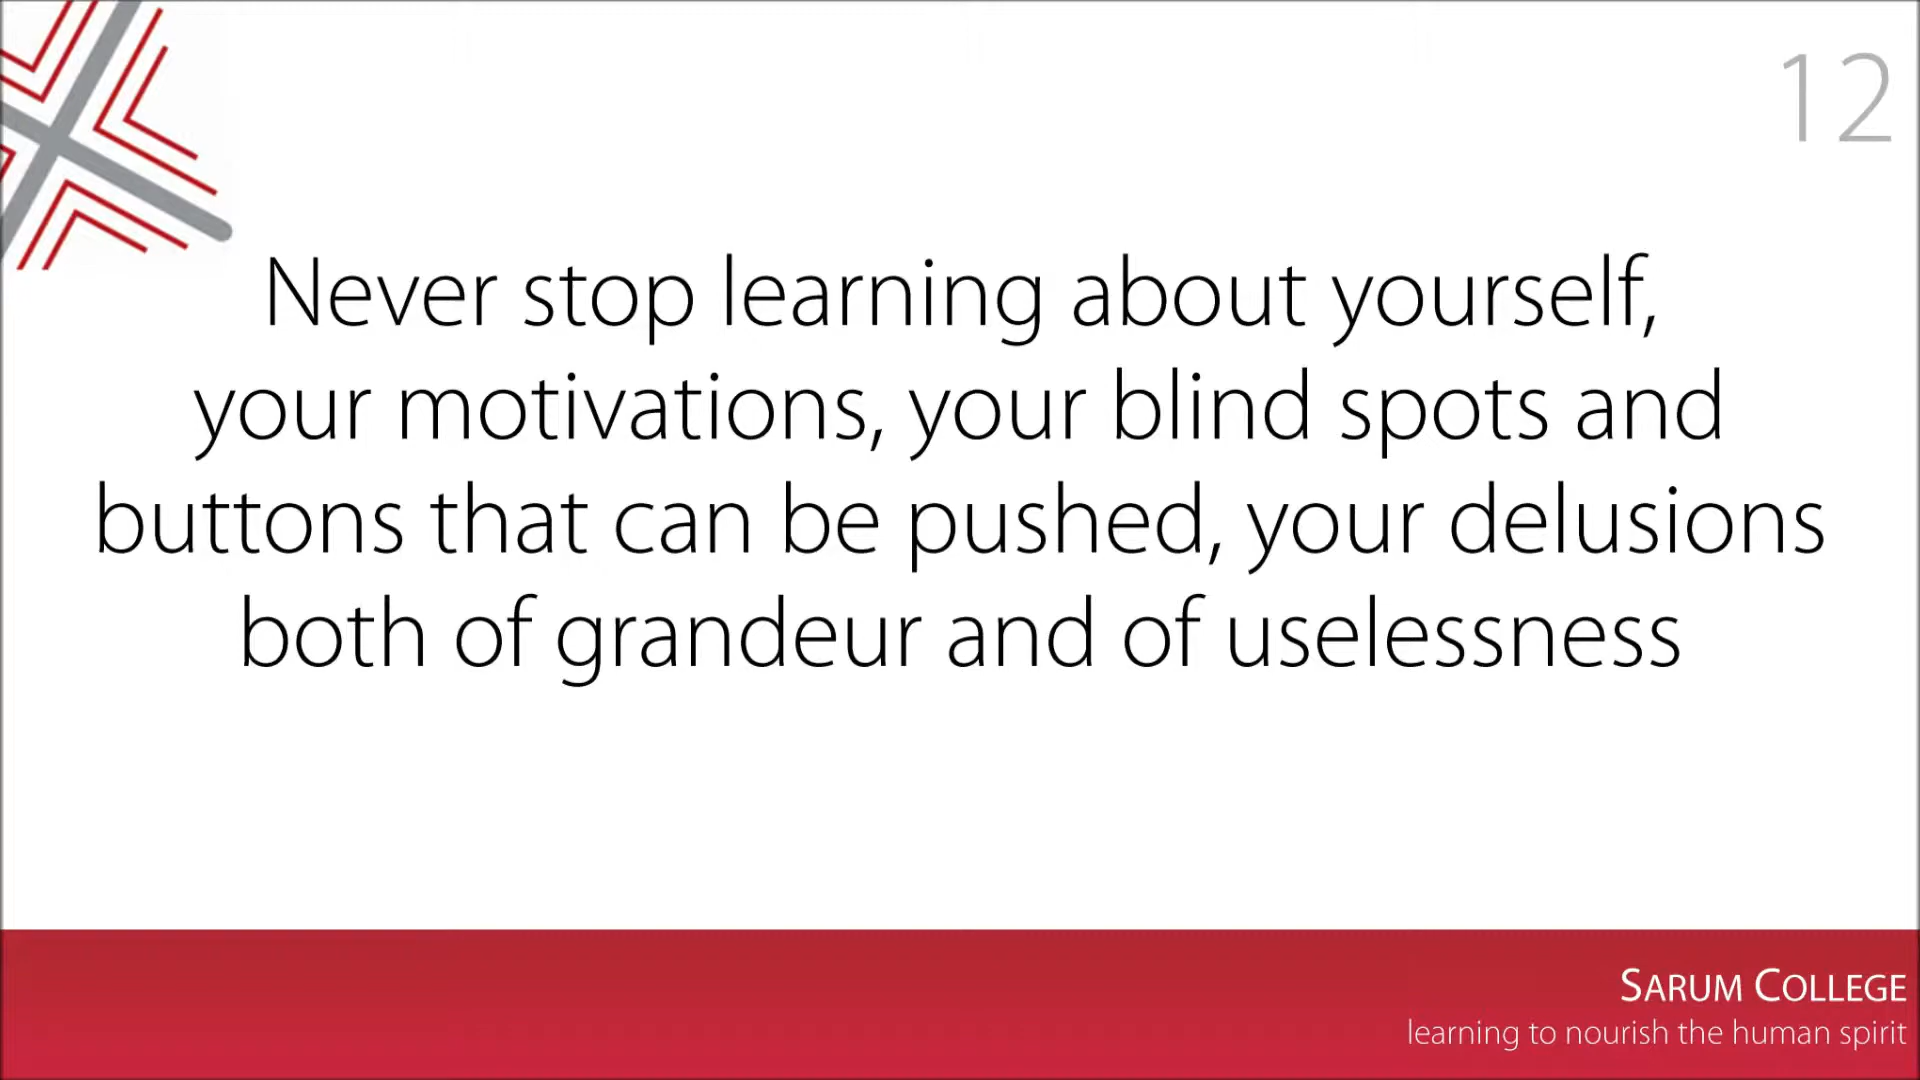 12
Never stop learning about yourself,
your motivations, your blind spots and
buttons that can be pushed, your delusions
both of grandeur and of uselessness
SARUM COLLEGE
learning to nourish the human spirit